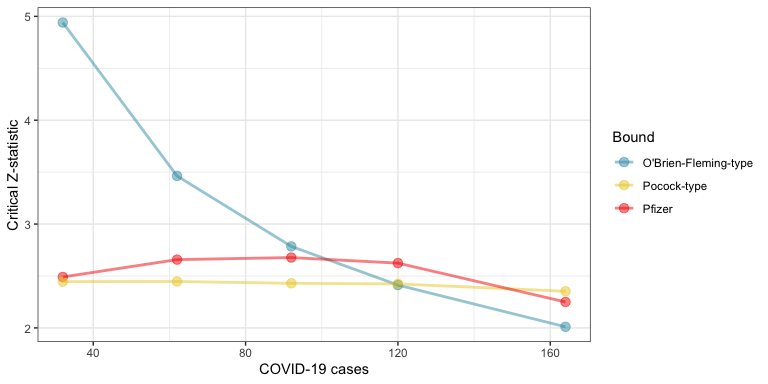 5
4
3
2
Critical Z-statistic
40
80
120
160
COVID-19 cases
Bound
O'Brien-Fleming-type
Pocock-type
Pfizer